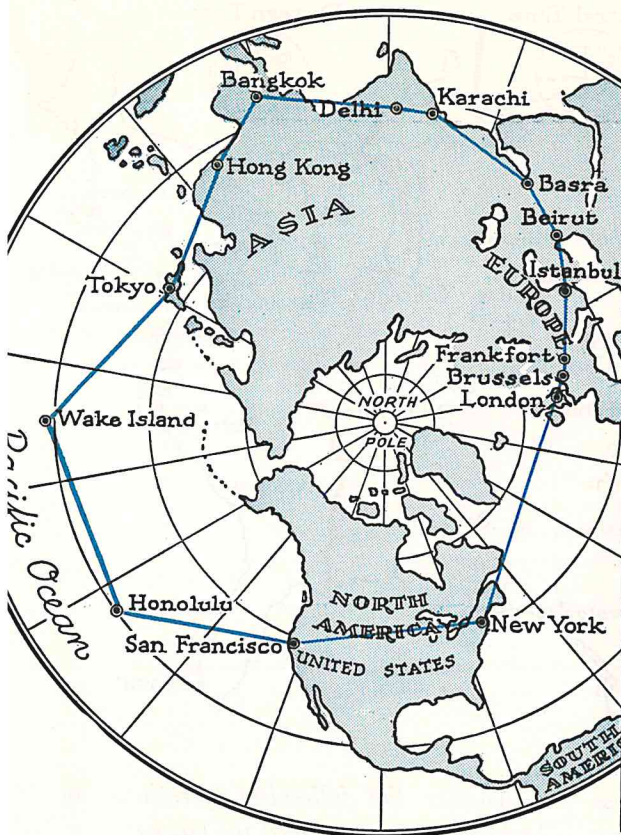 Bangkok
Delhi
Karachi
Hong Kong
Basra
ASIA
Beirut
Istanbul
EUROPE
Tokyo
Frankfort
Brussels
London
NORTH
POLE
Wake Island
Pacific Ocean
Honolulu
NORTH
AMERICA
New York
San Francisco
UNITED STATES
SOUTH
AMERICA